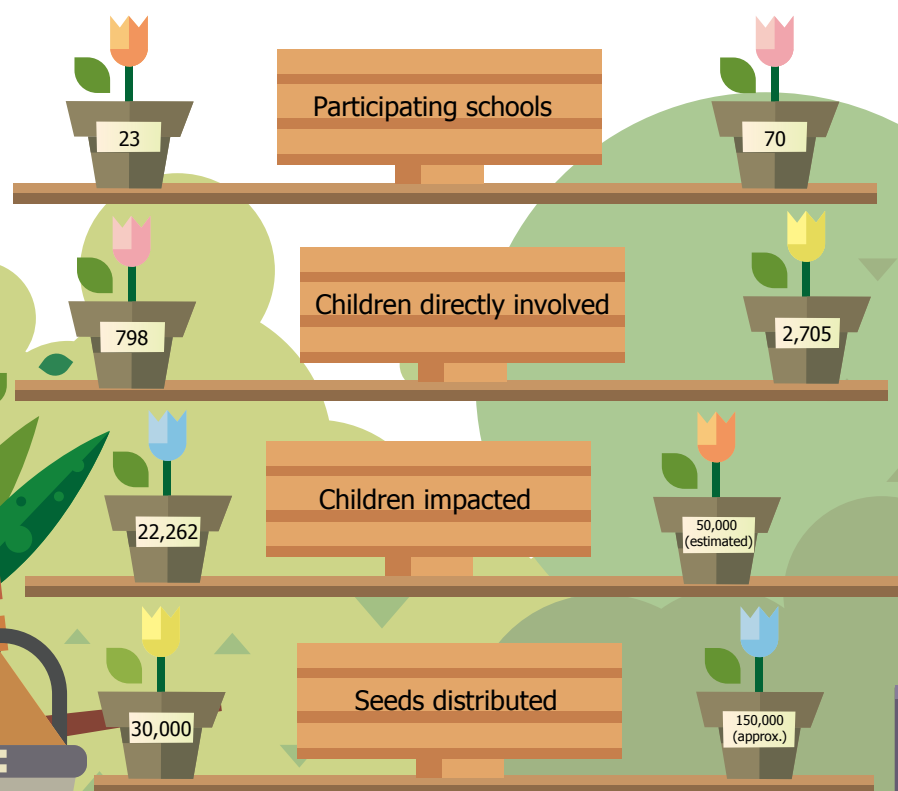 23
Participating schools
70
798
Children directly involved
2,705
22,262
Children impacted
50,000
(estimated)
30,000
Seeds distributed
150,000
(approx.)